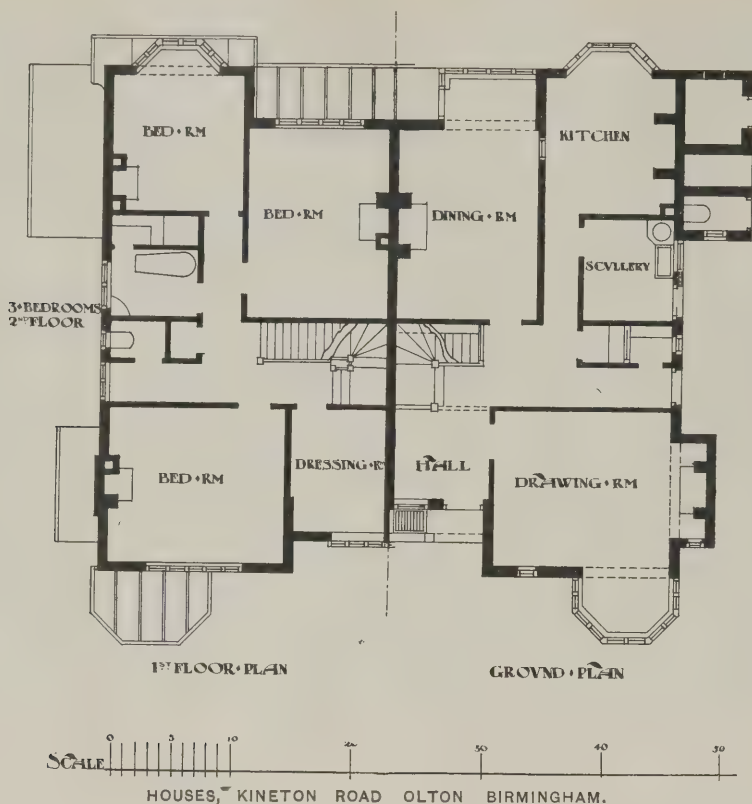 BED·RM
KITCHEN
BED·RM
DINING·RM
SCVLLERY
3·BEDROOMS
2ND FLOOR
BED·RM
DRESSING·R
HALL
DRAWING·RM
1ST FLOOR·PLAN
GROVND·PLAN
SCALE
0 5 10 20 30 40 50
HOUSES, KINETON ROAD OLTON BIRMINGHAM.